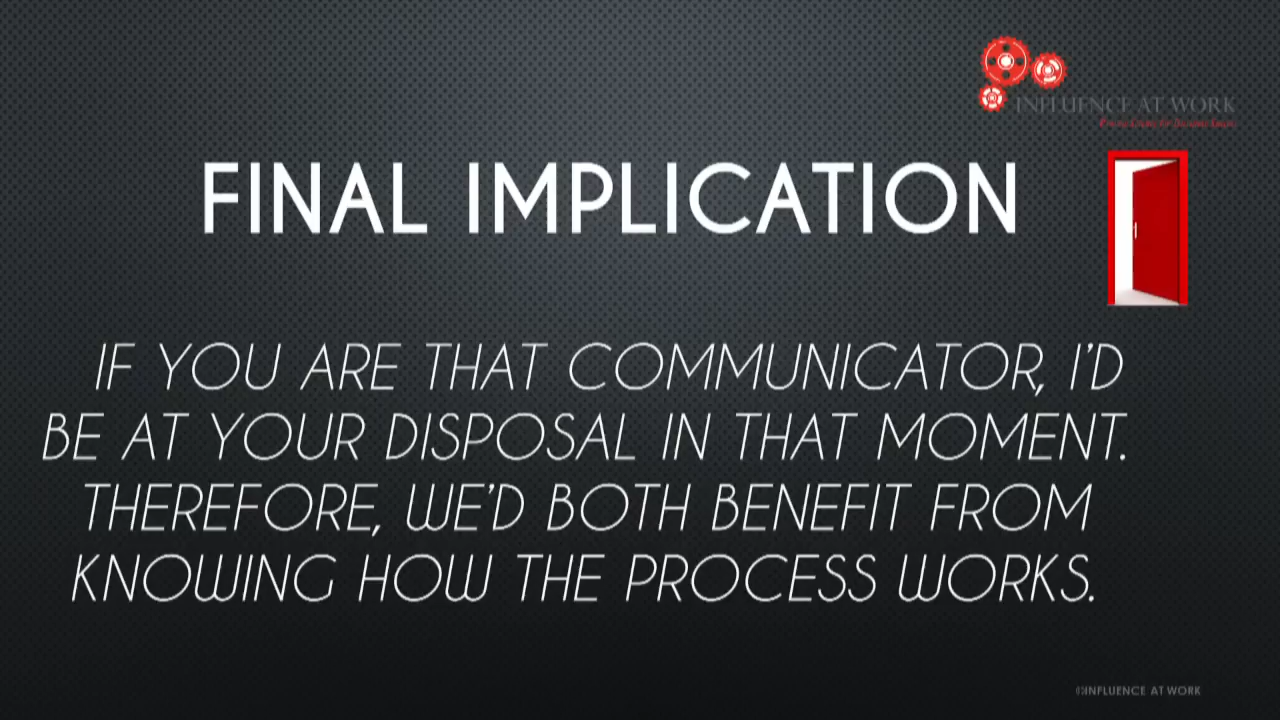 INFLUENCE AT WORK
FINAL IMPLICATION
IF YOU ARE THAT COMMUNICATOR, I'D
BE AT YOUR DISPOSAL IN THAT MOMENT.
THEREFORE, WE'D BOTH BENEFIT FROM
KNOWING HOW THE PROCESS WORKS.
©INFLUENCE AT WORK